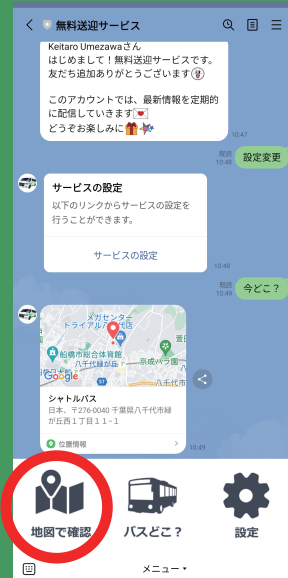 無料送迎サービス
Keitaro Umezawaさん
はじめまして！無料送迎サービスです。
友だち追加ありがとうございます
このアカウントでは、最新情報を定期的
に配信していきます
どうぞお楽しみに
10:47
既読
10:48
設定変更
サービスの設定
以下のリンクからサービスの設定を
行うことができます。
サービスの設定
10:48
既読
10:49
今どこ？
メガセンター
トライアル八千代店
船橋市総合体育館
八千代緑が丘
京成バラ園
Google
八千代市
シャトルバス
日本、〒276-0040 千葉県八千代市緑
が丘西１丁目１１−１
位置情報
10:49
地図で確認
バスどこ？
設定
メニュー